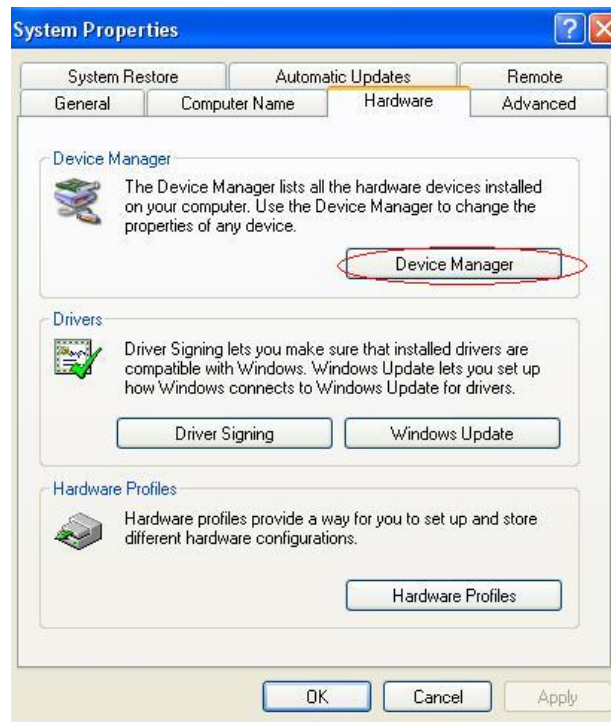 System Properties
System Restore Automatic Updates Remote
General Computer Name Hardware Advanced
Device Manager
The Device Manager lists all the hardware devices installed
on your computer. Use the Device Manager to change the
properties of any device.
Device Manager
Drivers
Driver Signing lets you make sure that installed drivers are
compatible with Windows. Windows Update lets you set up
how Windows connects to Windows Update for drivers.
Driver Signing Windows Update
Hardware Profiles
Hardware profiles provide a way for you to set up and store
different hardware configurations.
Hardware Profiles
OK Cancel Apply